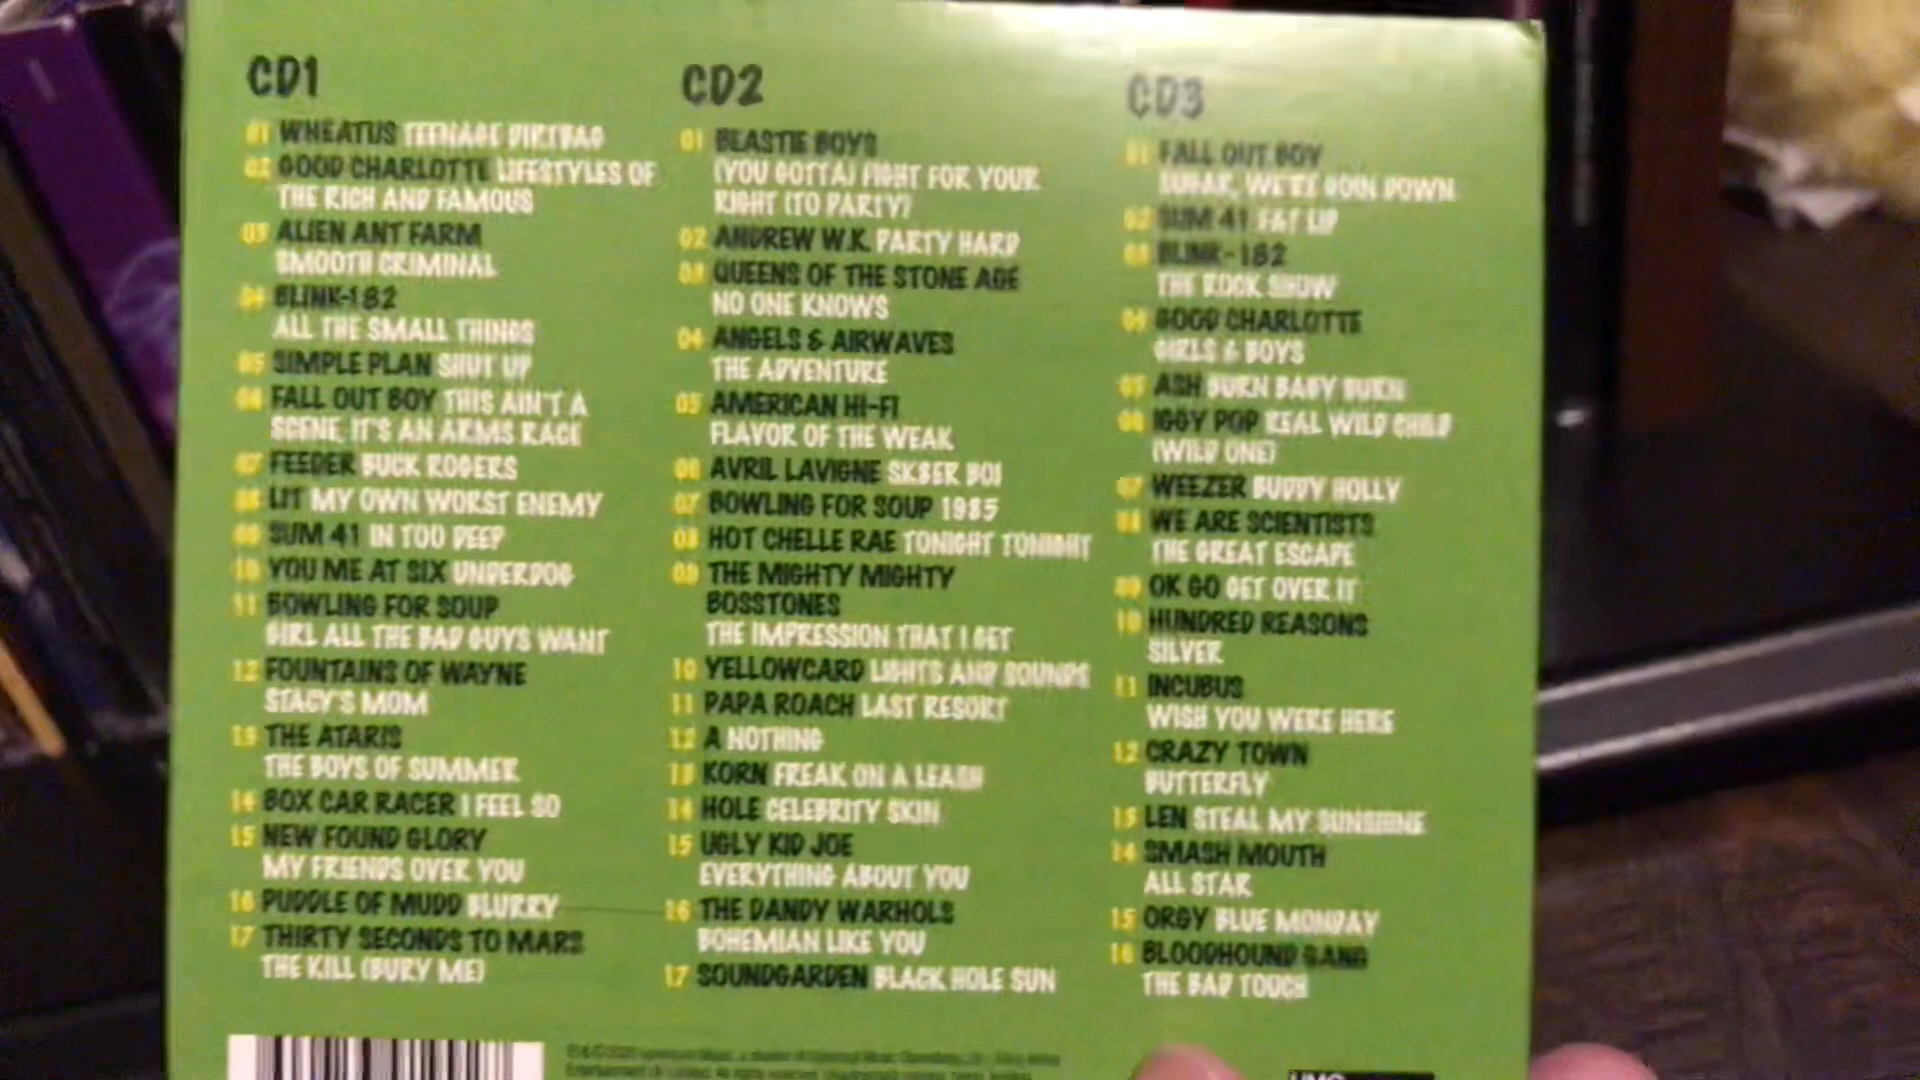 CD1
01 WHEATUS TEENAGE DIRTBAG
02 GOOD CHARLOTTE LIFESTYLES OF
THE RICH AND FAMOUS
03 ALIEN ANT FARM
SMOOTH CRIMINAL
04 BLINK-182
ALL THE SMALL THINGS
05 SIMPLE PLAN SHUT UP
06 FALL OUT BOY THIS AIN'T A
SCENE, IT'S AN ARMS RACE
07 FEEDER BUCK ROGERS
08 LIT MY OWN WORST ENEMY
09 SUM 41 IN TOO DEEP
10 YOU ME AT SIX UNDERDOG
11 BOWLING FOR SOUP
GIRL ALL THE BAD GUYS WANT
12 FOUNTAINS OF WAYNE
STACY'S MOM
13 THE ATARIS
THE BOYS OF SUMMER
14 BOX CAR RACER I FEEL SO
15 NEW FOUND GLORY
MY FRIENDS OVER YOU
16 PUDDLE OF MUDD BLURRY
17 THIRTY SECONDS TO MARS
THE KILL (BURY ME)
CD2
01 BEASTIE BOYS
(YOU GOTTA) FIGHT FOR YOUR
RIGHT (TO PARTY)
02 ANDREW W.K. PARTY HARD
03 QUEENS OF THE STONE AGE
NO ONE KNOWS
04 ANGELS & AIRWAVES
THE ADVENTURE
05 AMERICAN HI-FI
FLAVOR OF THE WEAK
06 AVRIL LAVIGNE SK8ER BOI
07 BOWLING FOR SOUP 1985
08 HOT CHELLE RAE TONIGHT TONIGHT
09 THE MIGHTY MIGHTY
BOSSTONES
THE IMPRESSION THAT I GET
10 YELLOWCARD LIGHTS AND SOUNDS
11 PAPA ROACH LAST RESORT
12 A NOTHING
13 KORN FREAK ON A LEASH
14 HOLE CELEBRITY SKIN
15 UGLY KID JOE
EVERYTHING ABOUT YOU
16 THE DANDY WARHOLS
BOHEMIAN LIKE YOU
17 SOUNDGARDEN BLACK HOLE SUN
CD3
01 FALL OUT BOY
SUGAR, WE'RE GOIN DOWN
02 SUM 41 FAT LIP
03 BLINK-182
THE ROCK SHOW
04 GOOD CHARLOTTE
GIRLS & BOYS
05 ASH BURN BABY BURN
06 IGGY POP REAL WILD CHILD
(WILD ONE)
07 WEEZER BUDDY HOLLY
08 WE ARE SCIENTISTS
THE GREAT ESCAPE
09 OK GO GET OVER IT
10 HUNDRED REASONS
SILVER
11 INCUBUS
WISH YOU WERE HERE
12 CRAZY TOWN
BUTTERFLY
13 LEN STEAL MY SUNSHINE
14 SMASH MOUTH
ALL STAR
15 ORGY BLUE MONDAY
16 BLOODHOUND GANG
THE BAD TOUCH